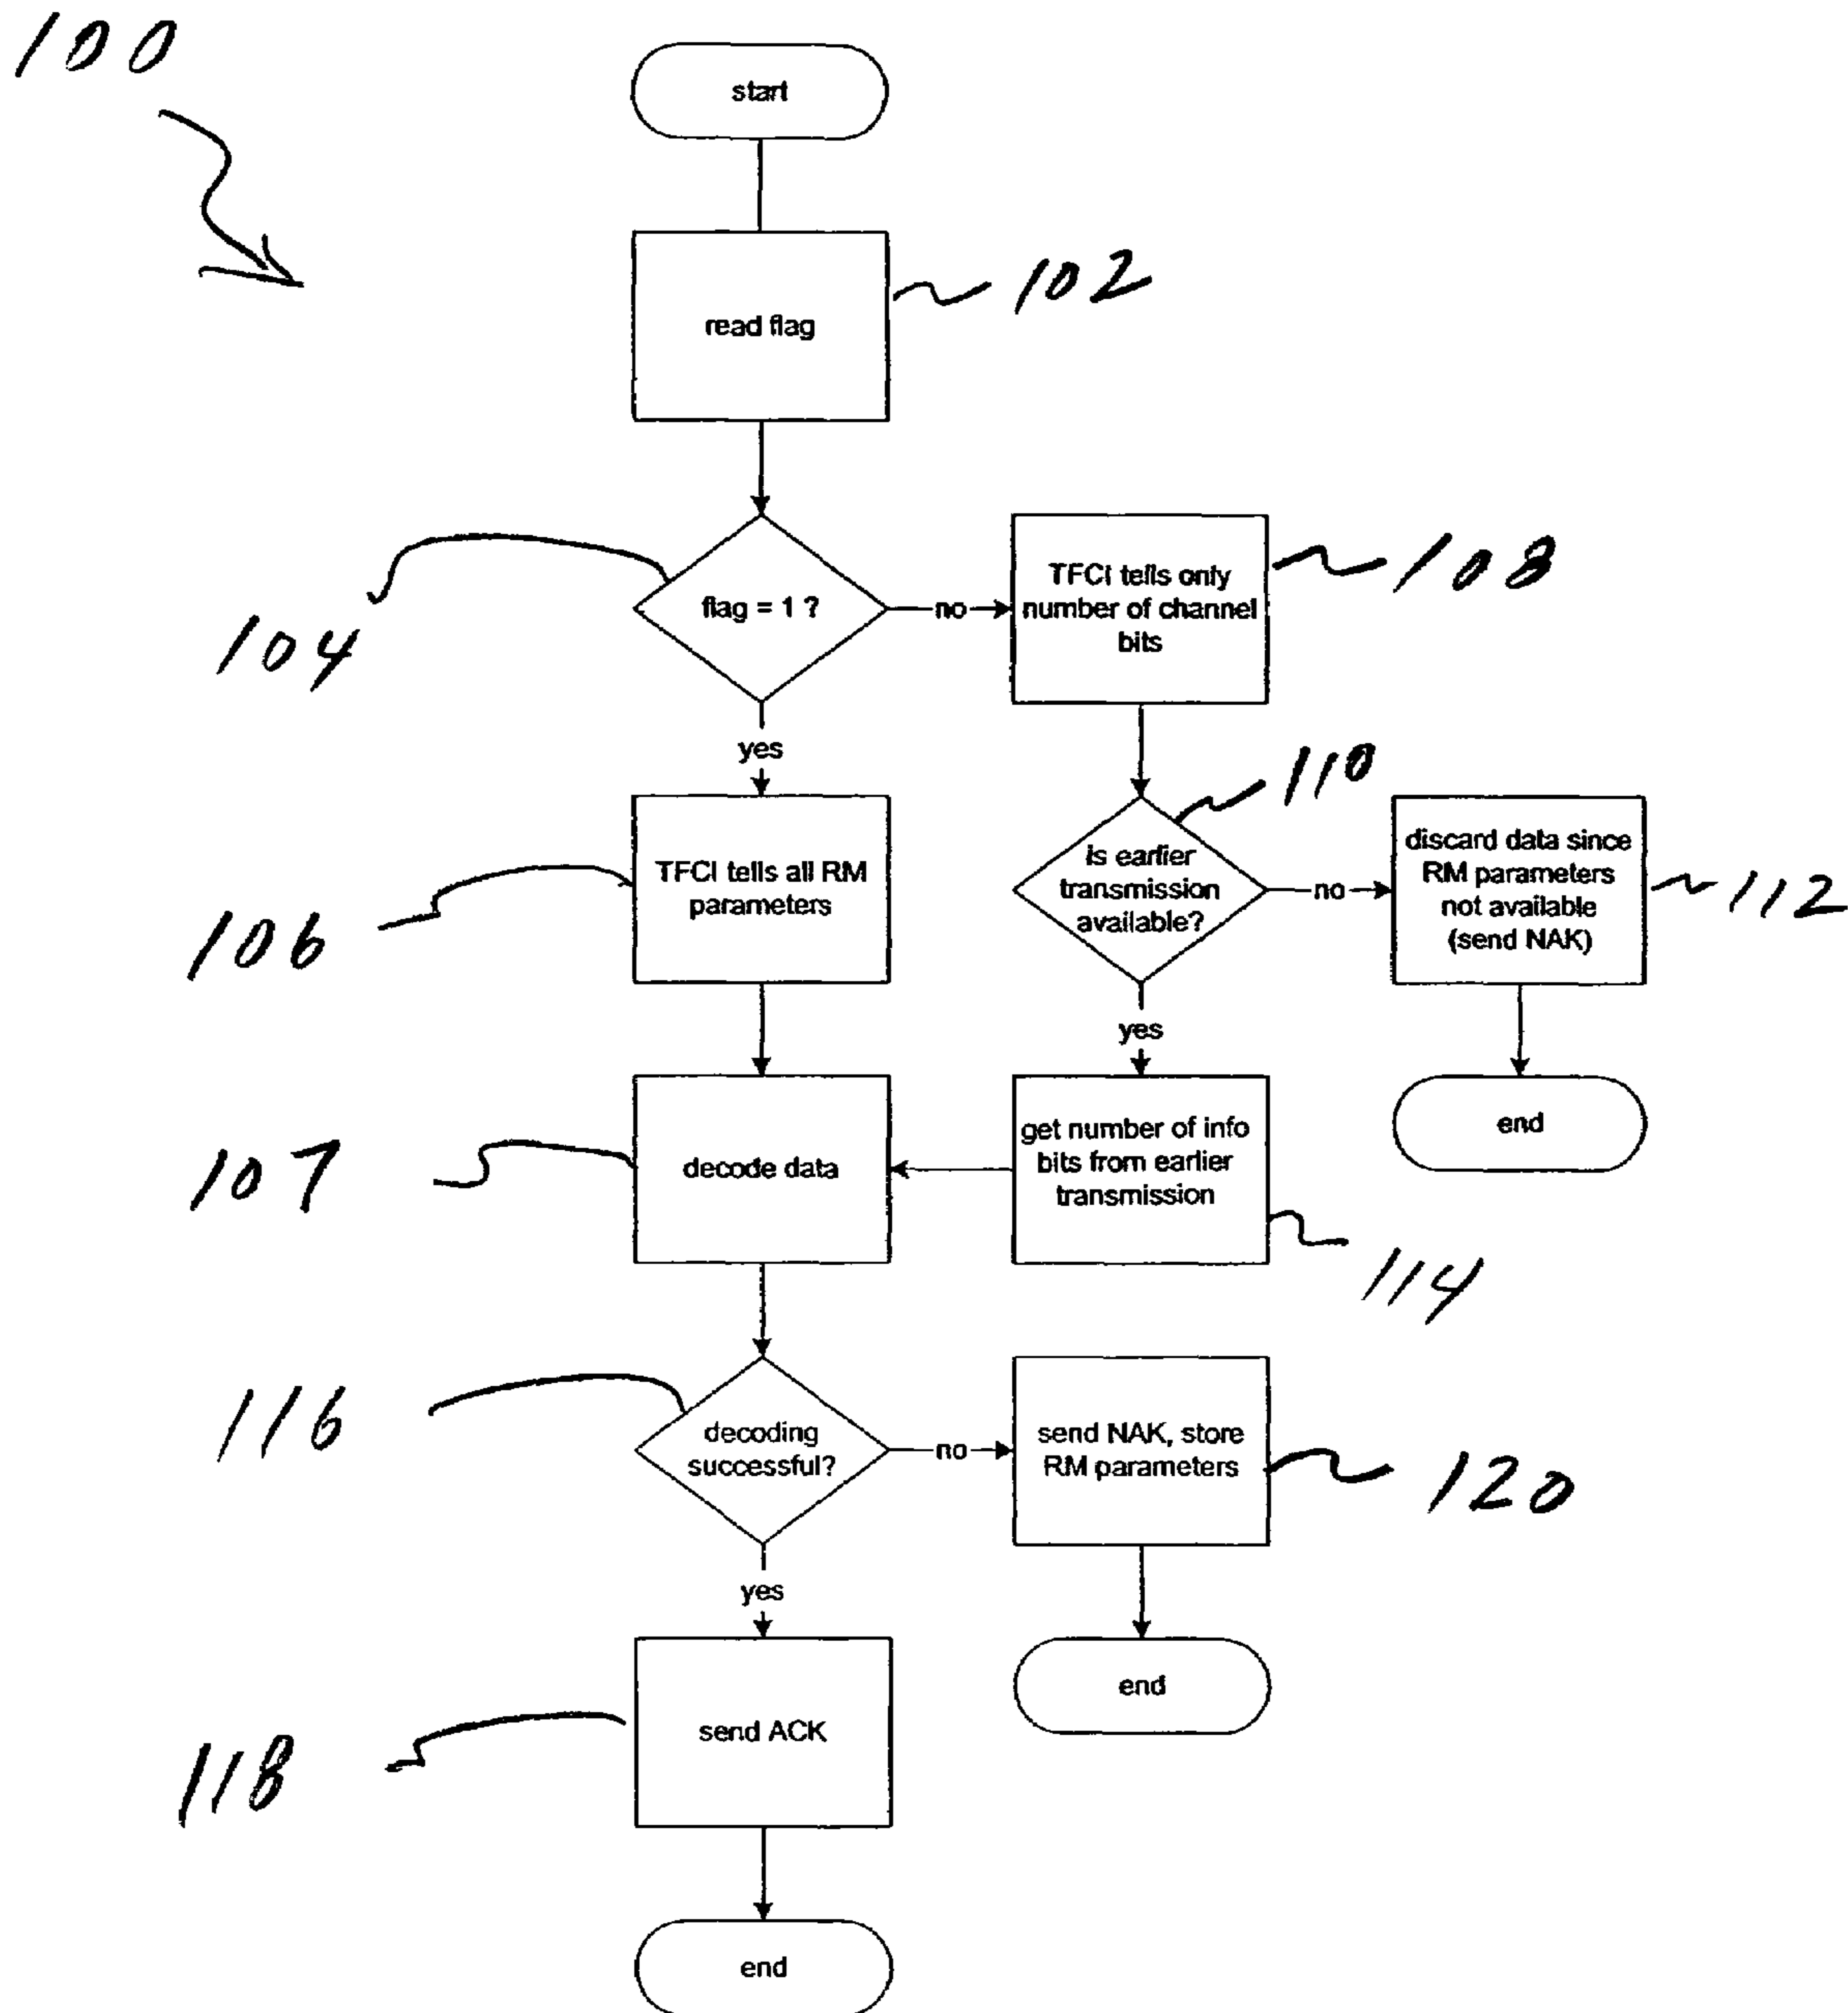 100
start
read flag
102
flag = 1 ?
104
no
TFCI tells only
number of channel
bits
108
yes
110
TFCI tells all RM
parameters
106
is earlier
transmission
available?
no
discard data since
RM parameters
not available
(send NAK)
112
yes
end
decode data
107
get number of info
bits from earlier
transmission
114
decoding
successful?
116
no
send NAK, store
RM parameters
120
yes
send ACK
118
end
end